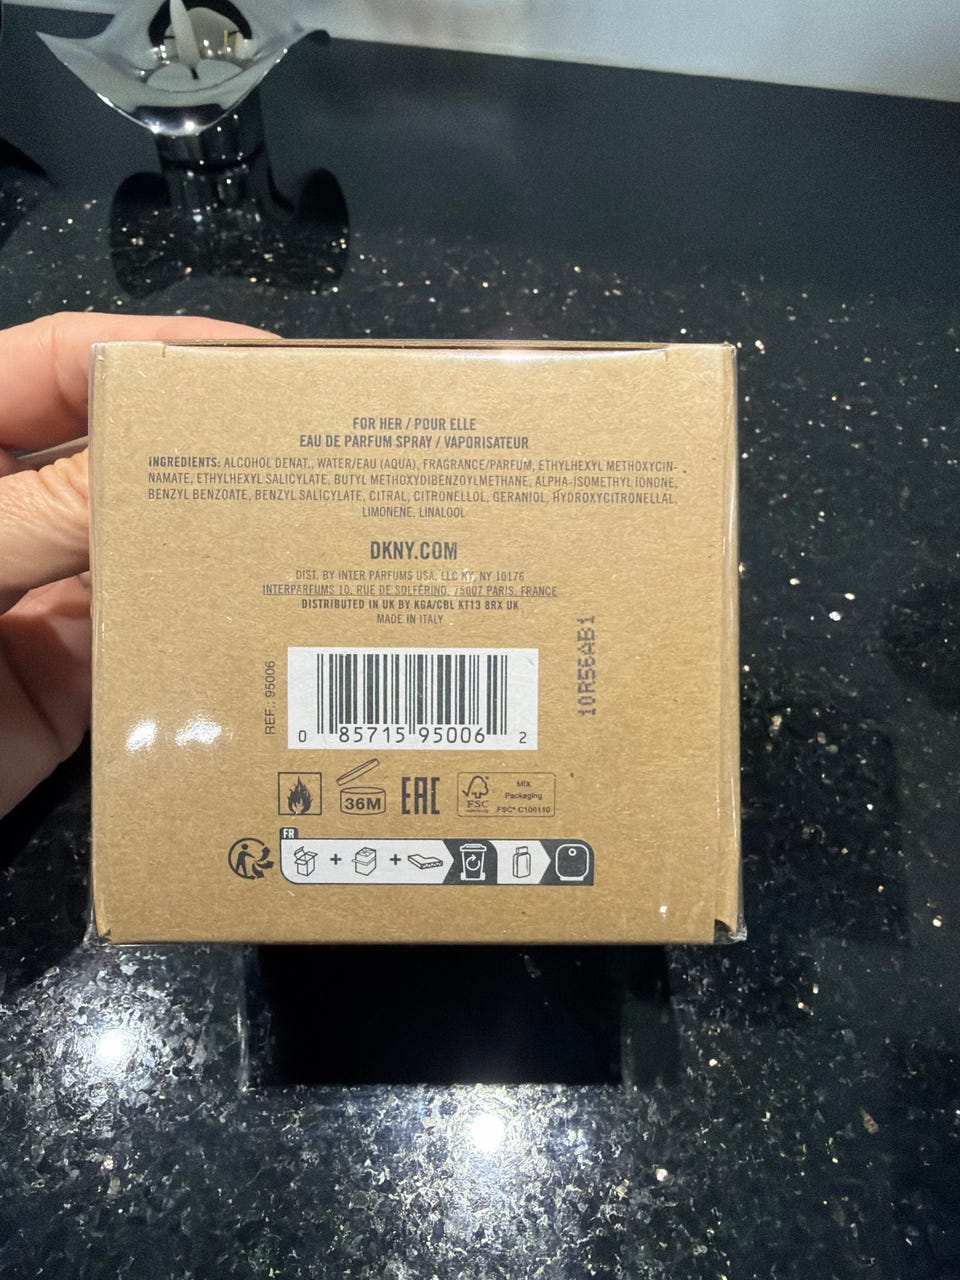 FOR HER / POUR ELLE
EAU DE PARFUM SPRAY / VAPORISATEUR
INGREDIENTS: ALCOHOL DENAT., WATER/EAU (AQUA), FRAGRANCE/PARFUM, ETHYLHEXYL METHOXYCIN-
NAMATE, ETHYLHEXYL SALICYLATE, BUTYL METHOXYDIBENZOYLMETHANE, ALPHA-ISOMETHYL IONONE,
BENZYL BENZOATE, BENZYL SALICYLATE, CITRAL, CITRONELLOL, GERANIOL, HYDROXYCITRONELLAL,
LIMONENE, LINALOOL
DKNY.COM
DIST. BY INTER PARFUMS USA, LLC NY, NY 10176
INTERPARFUMS 10, RUE DE SOLFÉRINO, 75007 PARIS, FRANCE
DISTRIBUTED IN UK BY KGA/CBL KT13 8RX UK
MADE IN ITALY
REF.: 95006
10R56AB1
0 85715 95006 2
36M
EAC
FSC
MIX
Packaging
FSC® C100110
FR